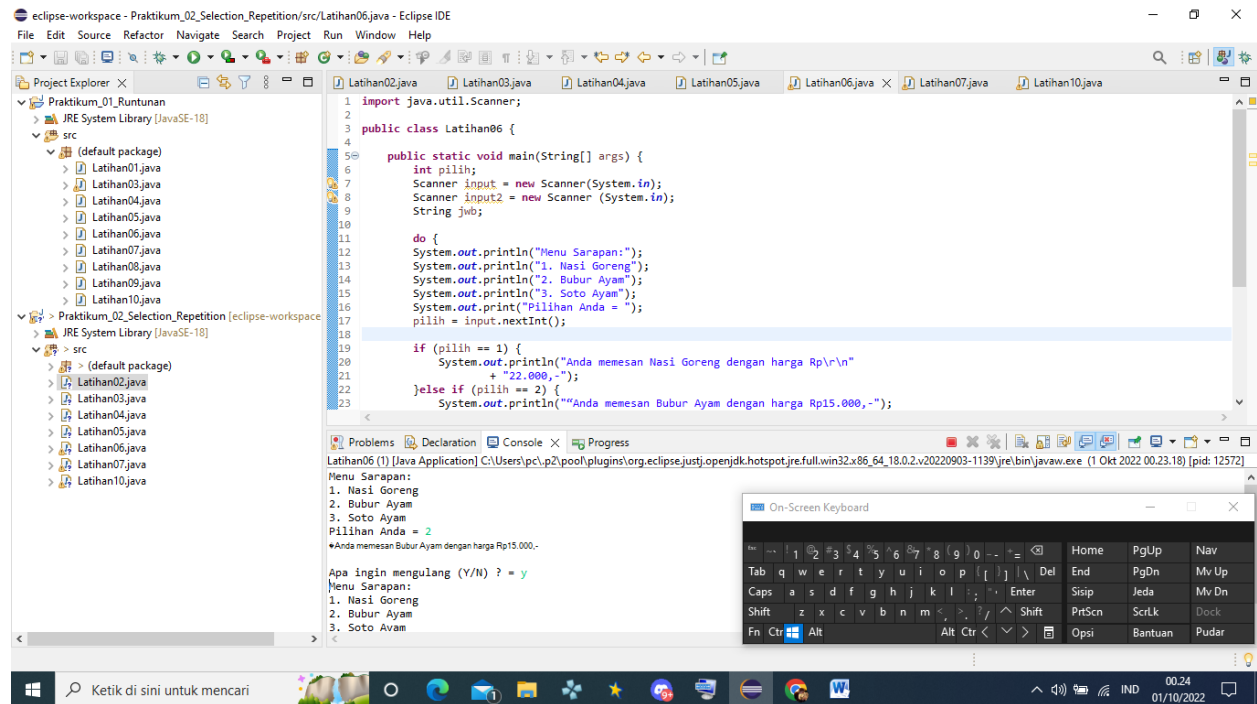 eclipse-workspace - Praktikum_02_Selection_Repetition/src/Latihan06.java - Eclipse IDE
File Edit Source Refactor Navigate Search Project Run Window Help
Project Explorer
Praktikum_01_Runtunan
JRE System Library [JavaSE-18]
src
(default package)
Latihan01.java
Latihan03.java
Latihan04.java
Latihan05.java
Latihan06.java
Latihan07.java
Latihan08.java
Latihan09.java
Latihan10.java
> Praktikum_02_Selection_Repetition [eclipse-workspace
JRE System Library [JavaSE-18]
> src
> (default package)
Latihan02.java
Latihan03.java
Latihan04.java
Latihan05.java
Latihan06.java
Latihan07.java
Latihan10.java
Latihan02.java Latihan03.java Latihan04.java Latihan05.java Latihan06.java Latihan07.java Latihan10.java
1 import java.util.Scanner;
2
3 public class Latihan06 {
4
5 public static void main(String[] args) {
6 int pilih;
7 Scanner input = new Scanner(System.in);
8 Scanner input2 = new Scanner (System.in);
9 String jwb;
10
11 do {
12 System.out.println("Menu Sarapan:");
13 System.out.println("1. Nasi Goreng");
14 System.out.println("2. Bubur Ayam");
15 System.out.println("3. Soto Ayam");
16 System.out.print("Pilihan Anda = ");
17 pilih = input.nextInt();
18
19 if (pilih == 1) {
20 System.out.println("Anda memesan Nasi Goreng dengan harga Rp\r\n"
21 + "22.000,-");
22 }else if (pilih == 2) {
23 System.out.println("“Anda memesan Bubur Ayam dengan harga Rp15.000,-");
Problems Declaration Console Progress
Latihan06 (1) [Java Application] C:\Users\pc\.p2\pool\plugins\org.eclipse.justj.openjdk.hotspot.jre.full.win32.x86_64_18.0.2.v20220903-1139\jre\bin\javaw.exe (1 Okt 2022 00.23.18) [pid: 12572]
Menu Sarapan:
1. Nasi Goreng
2. Bubur Ayam
3. Soto Ayam
Pilihan Anda = 2
�Anda memesan Bubur Ayam dengan harga Rp15.000,-
Apa ingin mengulang (Y/N) ? = y
Menu Sarapan:
1. Nasi Goreng
2. Bubur Ayam
3. Soto Ayam
On-Screen Keyboard
Esc ~` !1 @2 #3 $4 %5 ^6 &7 *8 (9 )0 -- += Home PgUp Nav
Tab q w e r t y u i o p {[ }] |\ Del End PgDn Mv Up
Caps a s d f g h j k l :; "' Enter Sisip Jeda Mv Dn
Shift z x c v b n m <, >. ?/ Shift PrtScn ScrLk Dock
Fn Ctr Alt Alt Ctr Opsi Bantuan Pudar
Ketik di sini untuk mencari
IND
00.24
01/10/2022